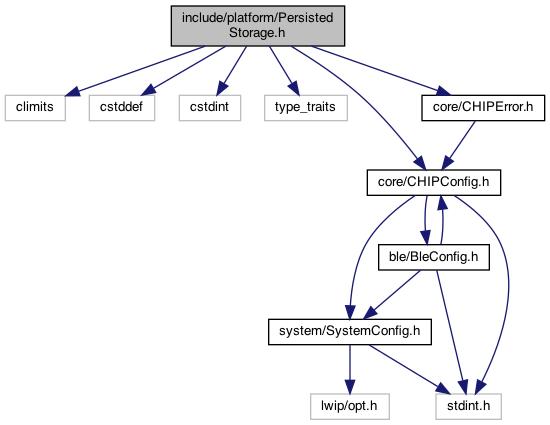 include/platform/Persisted
Storage.h
climits
cstddef
cstdint
type_traits
core/CHIPError.h
core/CHIPConfig.h
ble/BleConfig.h
system/SystemConfig.h
lwip/opt.h
stdint.h